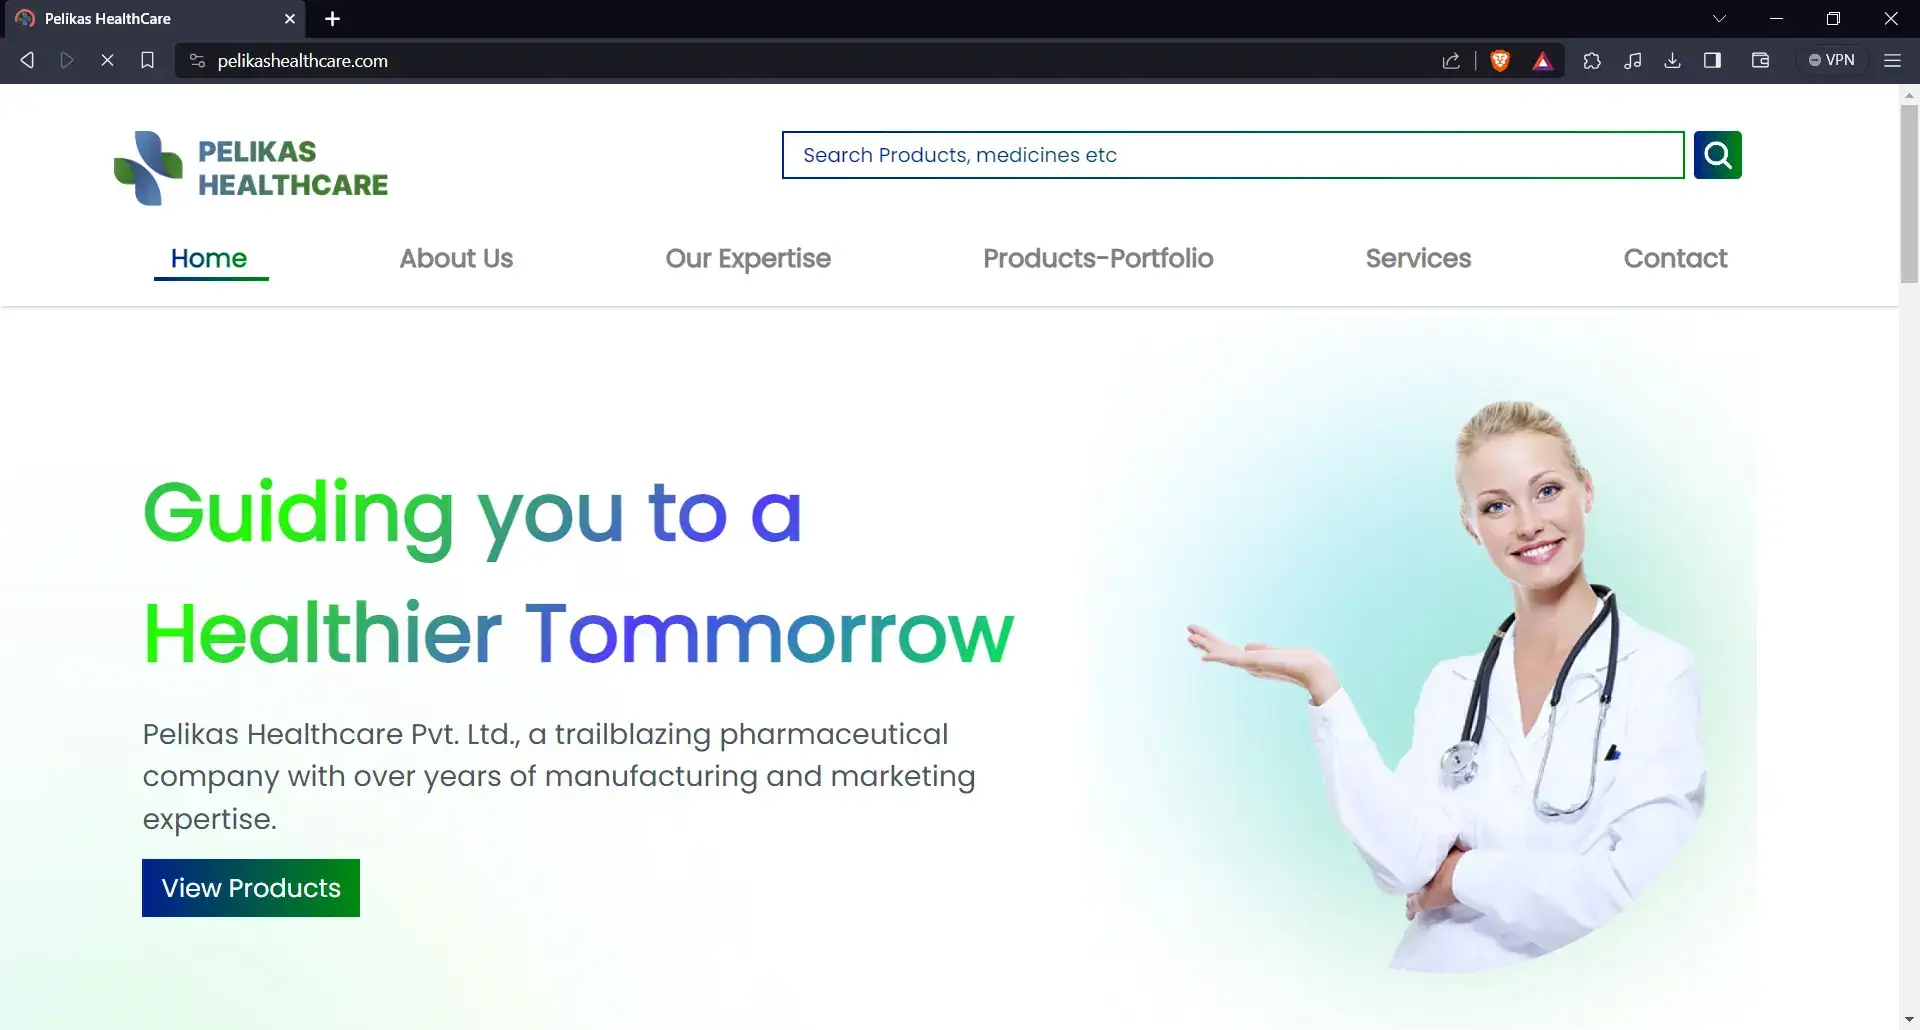 Pelikas HealthCare
pelikashealthcare.com
VPN
PELIKAS
HEALTHCARE
Search Products, medicines etc
Home About Us Our Expertise Products-Portfolio Services Contact
Guiding you to a
Healthier Tommorrow
Pelikas Healthcare Pvt. Ltd., a trailblazing pharmaceutical
company with over years of manufacturing and marketing
expertise.
View Products